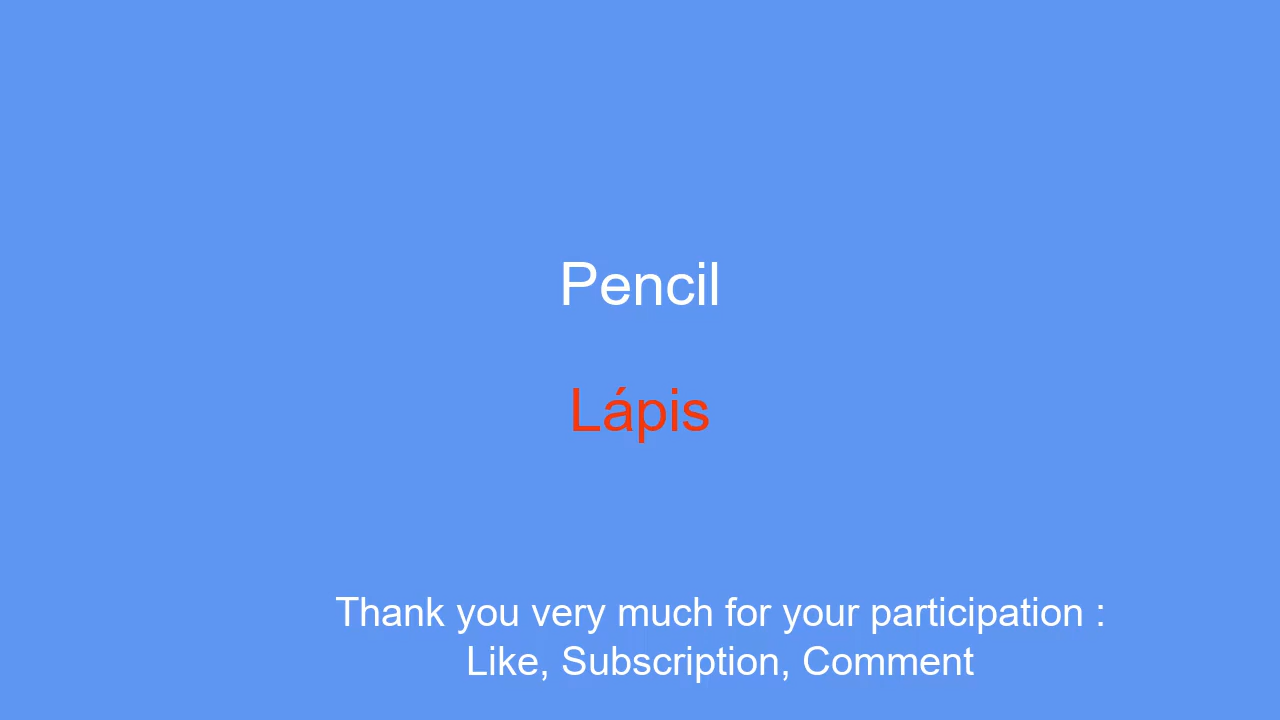 Pencil
Lápis
Thank you very much for your participation :
Like, Subscription, Comment